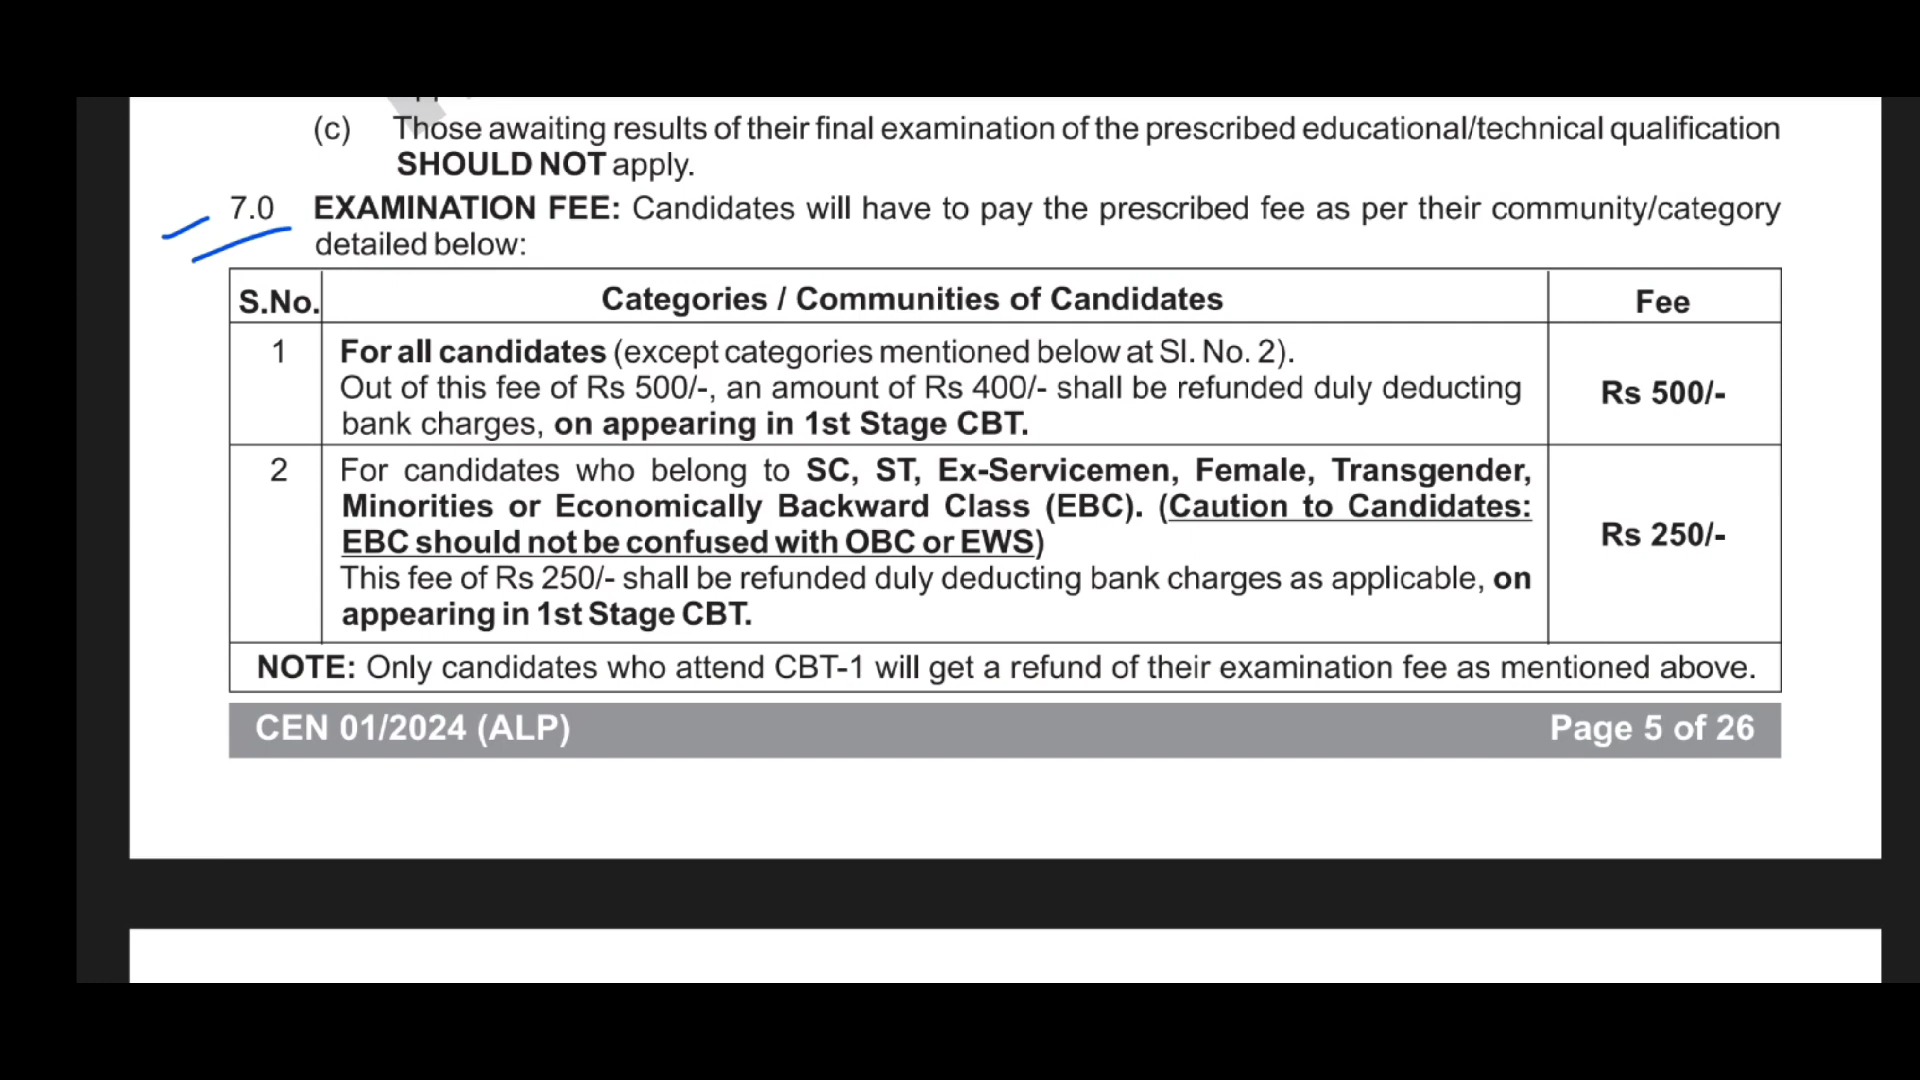 (c) Those awaiting results of their final examination of the prescribed educational/technical qualification
SHOULD NOT apply.
7.0 EXAMINATION FEE: Candidates will have to pay the prescribed fee as per their community/category
detailed below:
S.No. Categories / Communities of Candidates Fee
1 For all candidates (except categories mentioned below at Sl. No. 2).
Out of this fee of Rs 500/-, an amount of Rs 400/- shall be refunded duly deducting
bank charges, on appearing in 1st Stage CBT.
Rs 500/-
2 For candidates who belong to SC, ST, Ex-Servicemen, Female, Transgender,
Minorities or Economically Backward Class (EBC). (Caution to Candidates:
EBC should not be confused with OBC or EWS)
This fee of Rs 250/- shall be refunded duly deducting bank charges as applicable, on
appearing in 1st Stage CBT.
Rs 250/-
NOTE: Only candidates who attend CBT-1 will get a refund of their examination fee as mentioned above.
CEN 01/2024 (ALP) Page 5 of 26